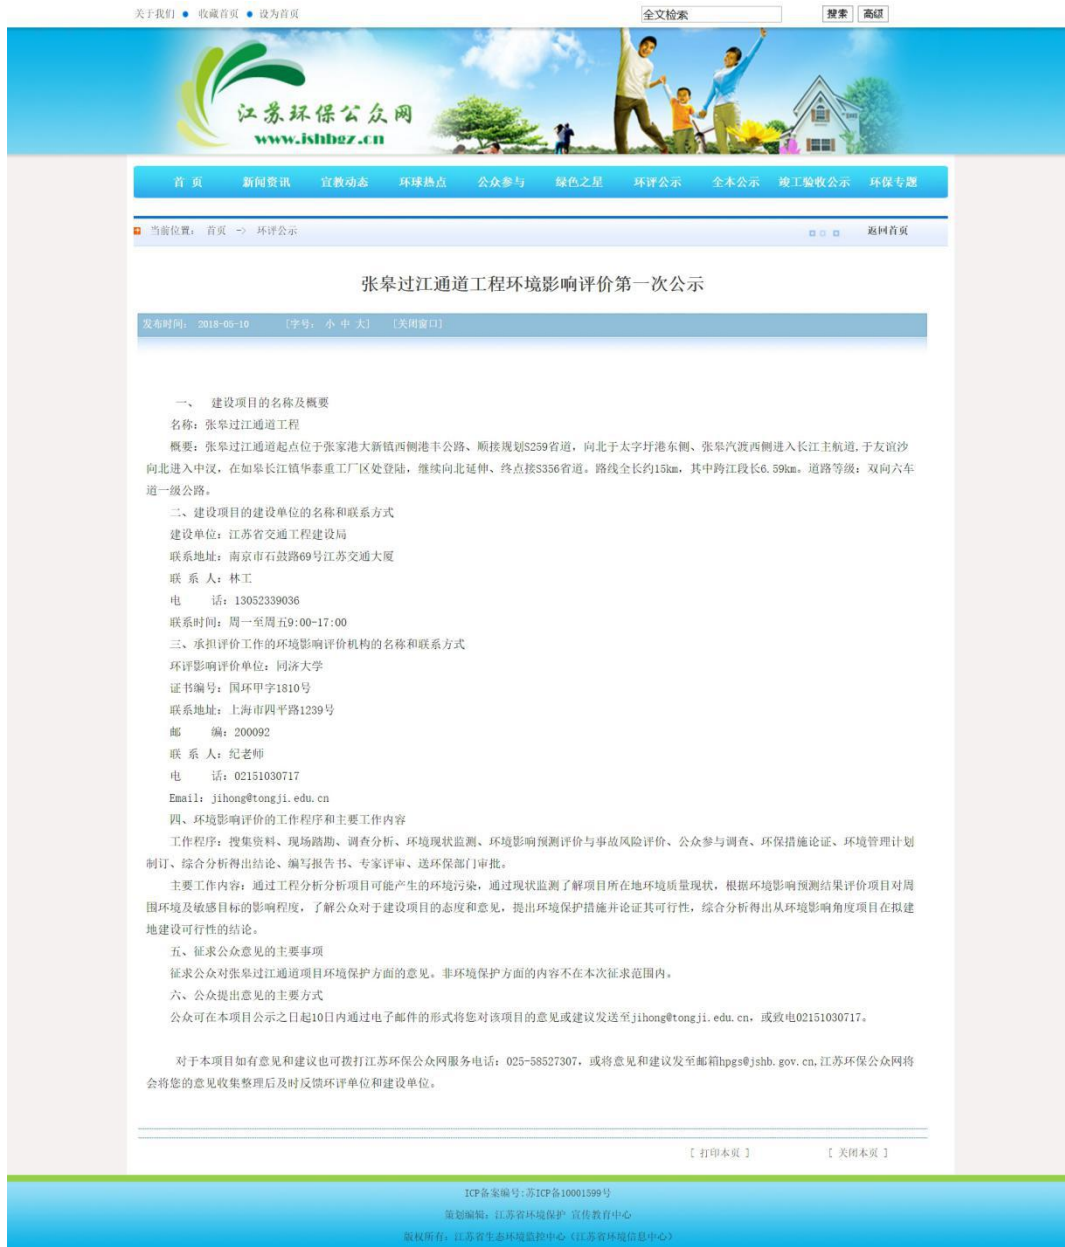 关于我们 ● 收藏首页 ● 设为首页 全文检索 搜索 高级
江苏环保公众网
www.jshbgz.cn
首 页 新闻资讯 宣教动态 环球热点 公众参与 绿色之星 环评公示 全本公示 竣工验收公示 环保专题
当前位置: 首页 -> 环评公示 返回首页
张皋过江通道工程环境影响评价第一次公示
发布时间: 2018-05-10 [字号: 小 中 大] [关闭窗口]
一、 建设项目的名称及概要
名称：张皋过江通道工程
概要：张皋过江通道起点位于张家港大新镇西侧港丰公路、顺接规划S259省道，向北于太字圩港东侧、张皋汽渡西侧进入长江主航道,于友谊沙
向北进入中汊，在如皋长江镇华泰重工厂区处登陆，继续向北延伸、终点接S356省道。路线全长约15km，其中跨江段长6.59km。道路等级：双向六车
道一级公路。
二、建设项目的建设单位的名称和联系方式
建设单位：江苏省交通工程建设局
联系地址：南京市石鼓路69号江苏交通大厦
联 系 人：林工
电 话：13052339036
联系时间：周一至周五9:00-17:00
三、承担评价工作的环境影响评价机构的名称和联系方式
环评影响评价单位：同济大学
证书编号：国环甲字1810号
联系地址：上海市四平路1239号
邮 编：200092
联 系 人：纪老师
电 话：02151030717
Email：jihong@tongji.edu.cn
四、环境影响评价的工作程序和主要工作内容
工作程序：搜集资料、现场踏勘、调查分析、环境现状监测、环境影响预测评价与事故风险评价、公众参与调查、环保措施论证、环境管理计划
制订、综合分析得出结论、编写报告书、专家评审、送环保部门审批。
主要工作内容：通过工程分析分析项目可能产生的环境污染，通过现状监测了解项目所在地环境质量现状，根据环境影响预测结果评价项目对周
围环境及敏感目标的影响程度，了解公众对于建设项目的态度和意见，提出环境保护措施并论证其可行性，综合分析得出从环境影响角度项目在拟建
地建设可行性的结论。
五、征求公众意见的主要事项
征求公众对张皋过江通道项目环境保护方面的意见。非环境保护方面的内容不在本次征求范围内。
六、公众提出意见的主要方式
公众可在本项目公示之日起10日内通过电子邮件的形式将您对该项目的意见或建议发送至jihong@tongji.edu.cn，或致电02151030717。
对于本项目如有意见和建议也可拨打江苏环保公众网服务电话：025-58527307，或将意见和建议发至邮箱hpgs@jshb.gov.cn,江苏环保公众网将
会将您的意见收集整理后及时反馈环评单位和建设单位。
[ 打印本页 ] [ 关闭本页 ]
ICP备案编号:苏ICP备10001599号
策划编辑: 江苏省环境保护 宣传教育中心
版权所有: 江苏省生态环境监控中心（江苏省环境信息中心）